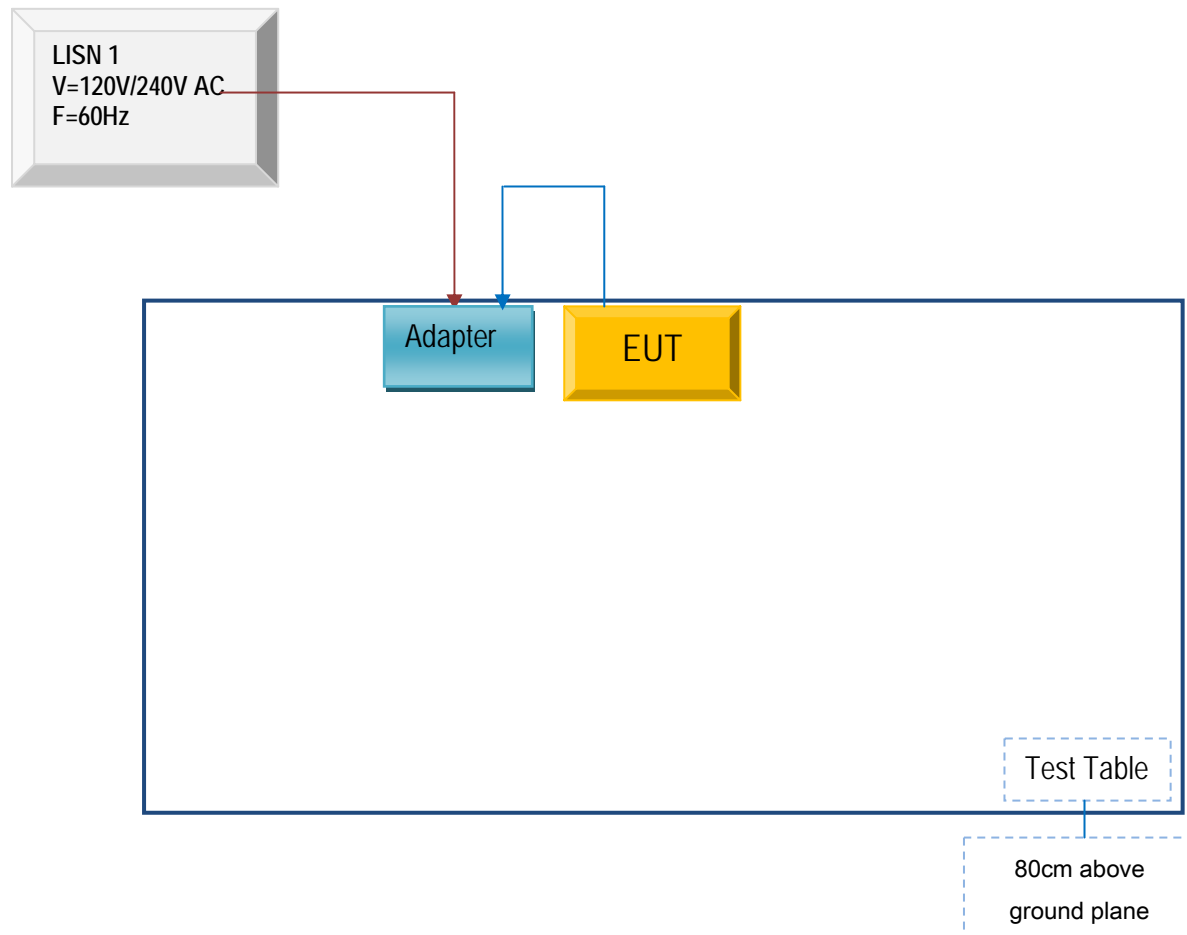 LISN 1
V=120V/240V AC
F=60Hz
Adapter
EUT
Test Table
80cm above
ground plane